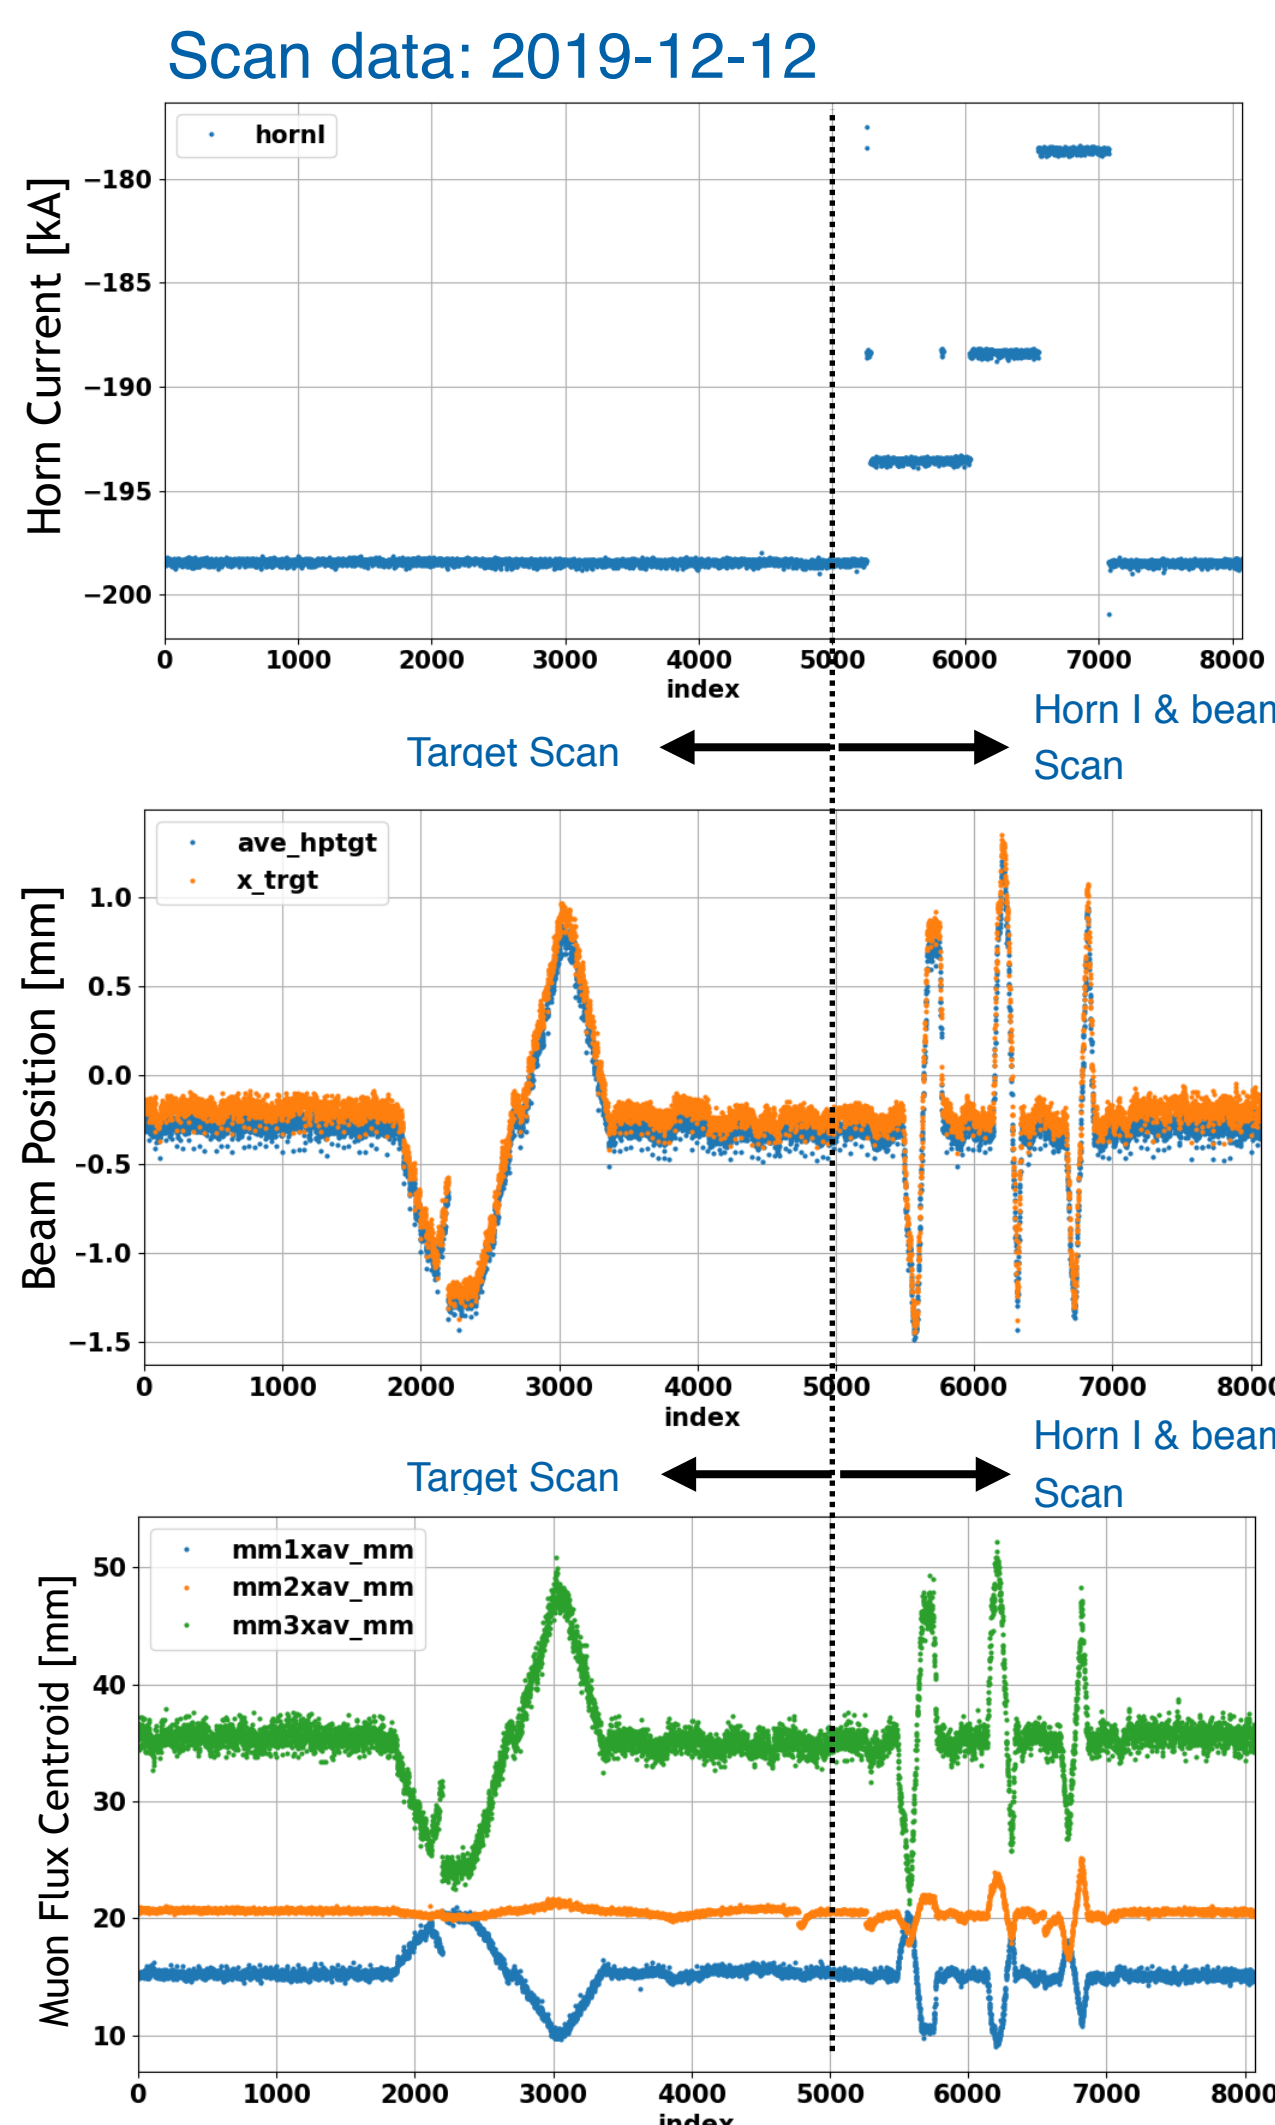 Scan data: 2019-12-12
hornI
Horn Current [kA]
−180
−185
−190
−195
−200
0 1000 2000 3000 4000 5000 6000 7000 8000
index
Target Scan
Horn I & beam
Scan
ave_hptgt
x_trgt
Beam Position [mm]
1.0
0.5
0.0
−0.5
−1.0
−1.5
0 1000 2000 3000 4000 5000 6000 7000 8000
index
Target Scan
Horn I & beam
Scan
mm1xav_mm
mm2xav_mm
mm3xav_mm
Muon Flux Centroid [mm]
50
40
30
20
10
0 1000 2000 3000 4000 5000 6000 7000 8000
index